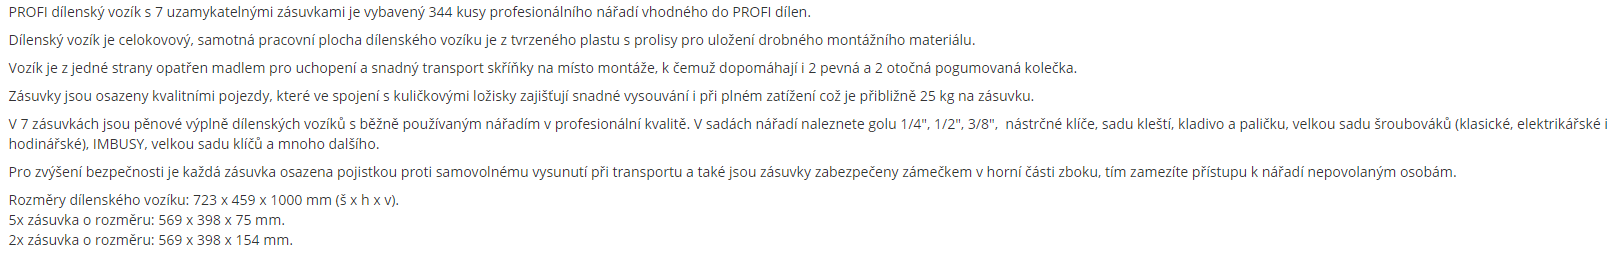 PROFI dílenský vozík s 7 uzamykatelnými zásuvkami je vybavený 344 kusy profesionálního nářadí vhodného do PROFI dílen.
Dílenský vozík je celokovový, samotná pracovní plocha dílenského vozíku je z tvrzeného plastu s prolisy pro uložení drobného montážního materiálu.
Vozík je z jedné strany opatřen madlem pro uchopení a snadný transport skříňky na místo montáže, k čemuž dopomáhají i 2 pevná a 2 otočná pogumovaná kolečka.
Zásuvky jsou osazeny kvalitními pojezdy, které ve spojení s kuličkovými ložisky zajišťují snadné vysouvání i při plném zatížení což je přibližně 25 kg na zásuvku.
V 7 zásuvkách jsou pěnové výplně dílenských vozíků s běžně používaným nářadím v profesionální kvalitě. V sadách nářadí naleznete golu 1/4", 1/2", 3/8",  nástrčné klíče, sadu kleští, kladivo a paličku, velkou sadu šroubováků (klasické, elektrikářské i
hodinářské), IMBUSY, velkou sadu klíčů a mnoho dalšího.
Pro zvýšení bezpečnosti je každá zásuvka osazena pojistkou proti samovolnému vysunutí při transportu a také jsou zásuvky zabezpečeny zámečkem v horní části zboku, tím zamezíte přístupu k nářadí nepovolaným osobám.
Rozměry dílenského vozíku: 723 x 459 x 1000 mm (š x h x v).
5x zásuvka o rozměru: 569 x 398 x 75 mm.
2x zásuvka o rozměru: 569 x 398 x 154 mm.